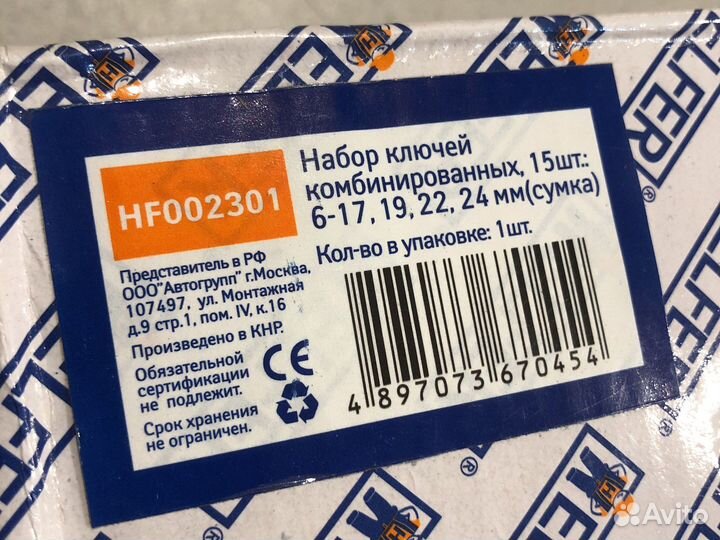 HF002301
Набор ключей
комбинированных, 15шт.:
6-17, 19, 22, 24 мм(сумка)
Кол-во в упаковке: 1шт.
Представитель в РФ
ООО"Автогрупп" г.Москва,
107497, ул. Монтажная
д.9 стр.1, пом. IV, к.16
Произведено в КНР.
Обязательной
сертификации
не подлежит.
Срок хранения
не ограничен.
CE
4 897073 670454
ELFER
®
Avito